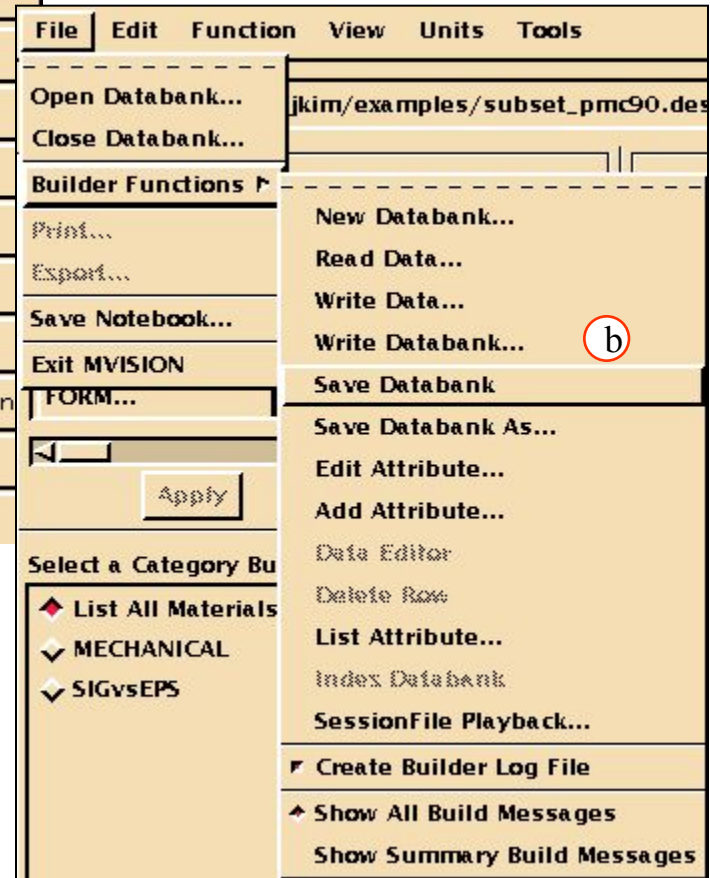 File Edit Function View Units Tools
Open Databank...
jkim/examples/subset_pmc90.des
Close Databank...
Builder Functions
Print...
Export...
Save Notebook...
Exit MVISION
New Databank...
Read Data...
Write Data...
Write Databank... b
Save Databank
n
FORM...
Save Databank As...
Edit Attribute...
Apply
Add Attribute...
Data Editor
Delete Row
List Attribute...
Index Databank
SessionFile Playback...
Create Builder Log File
Show All Build Messages
Show Summary Build Messages
Select a Category Bu
List All Materials
MECHANICAL
SIGvsEPS